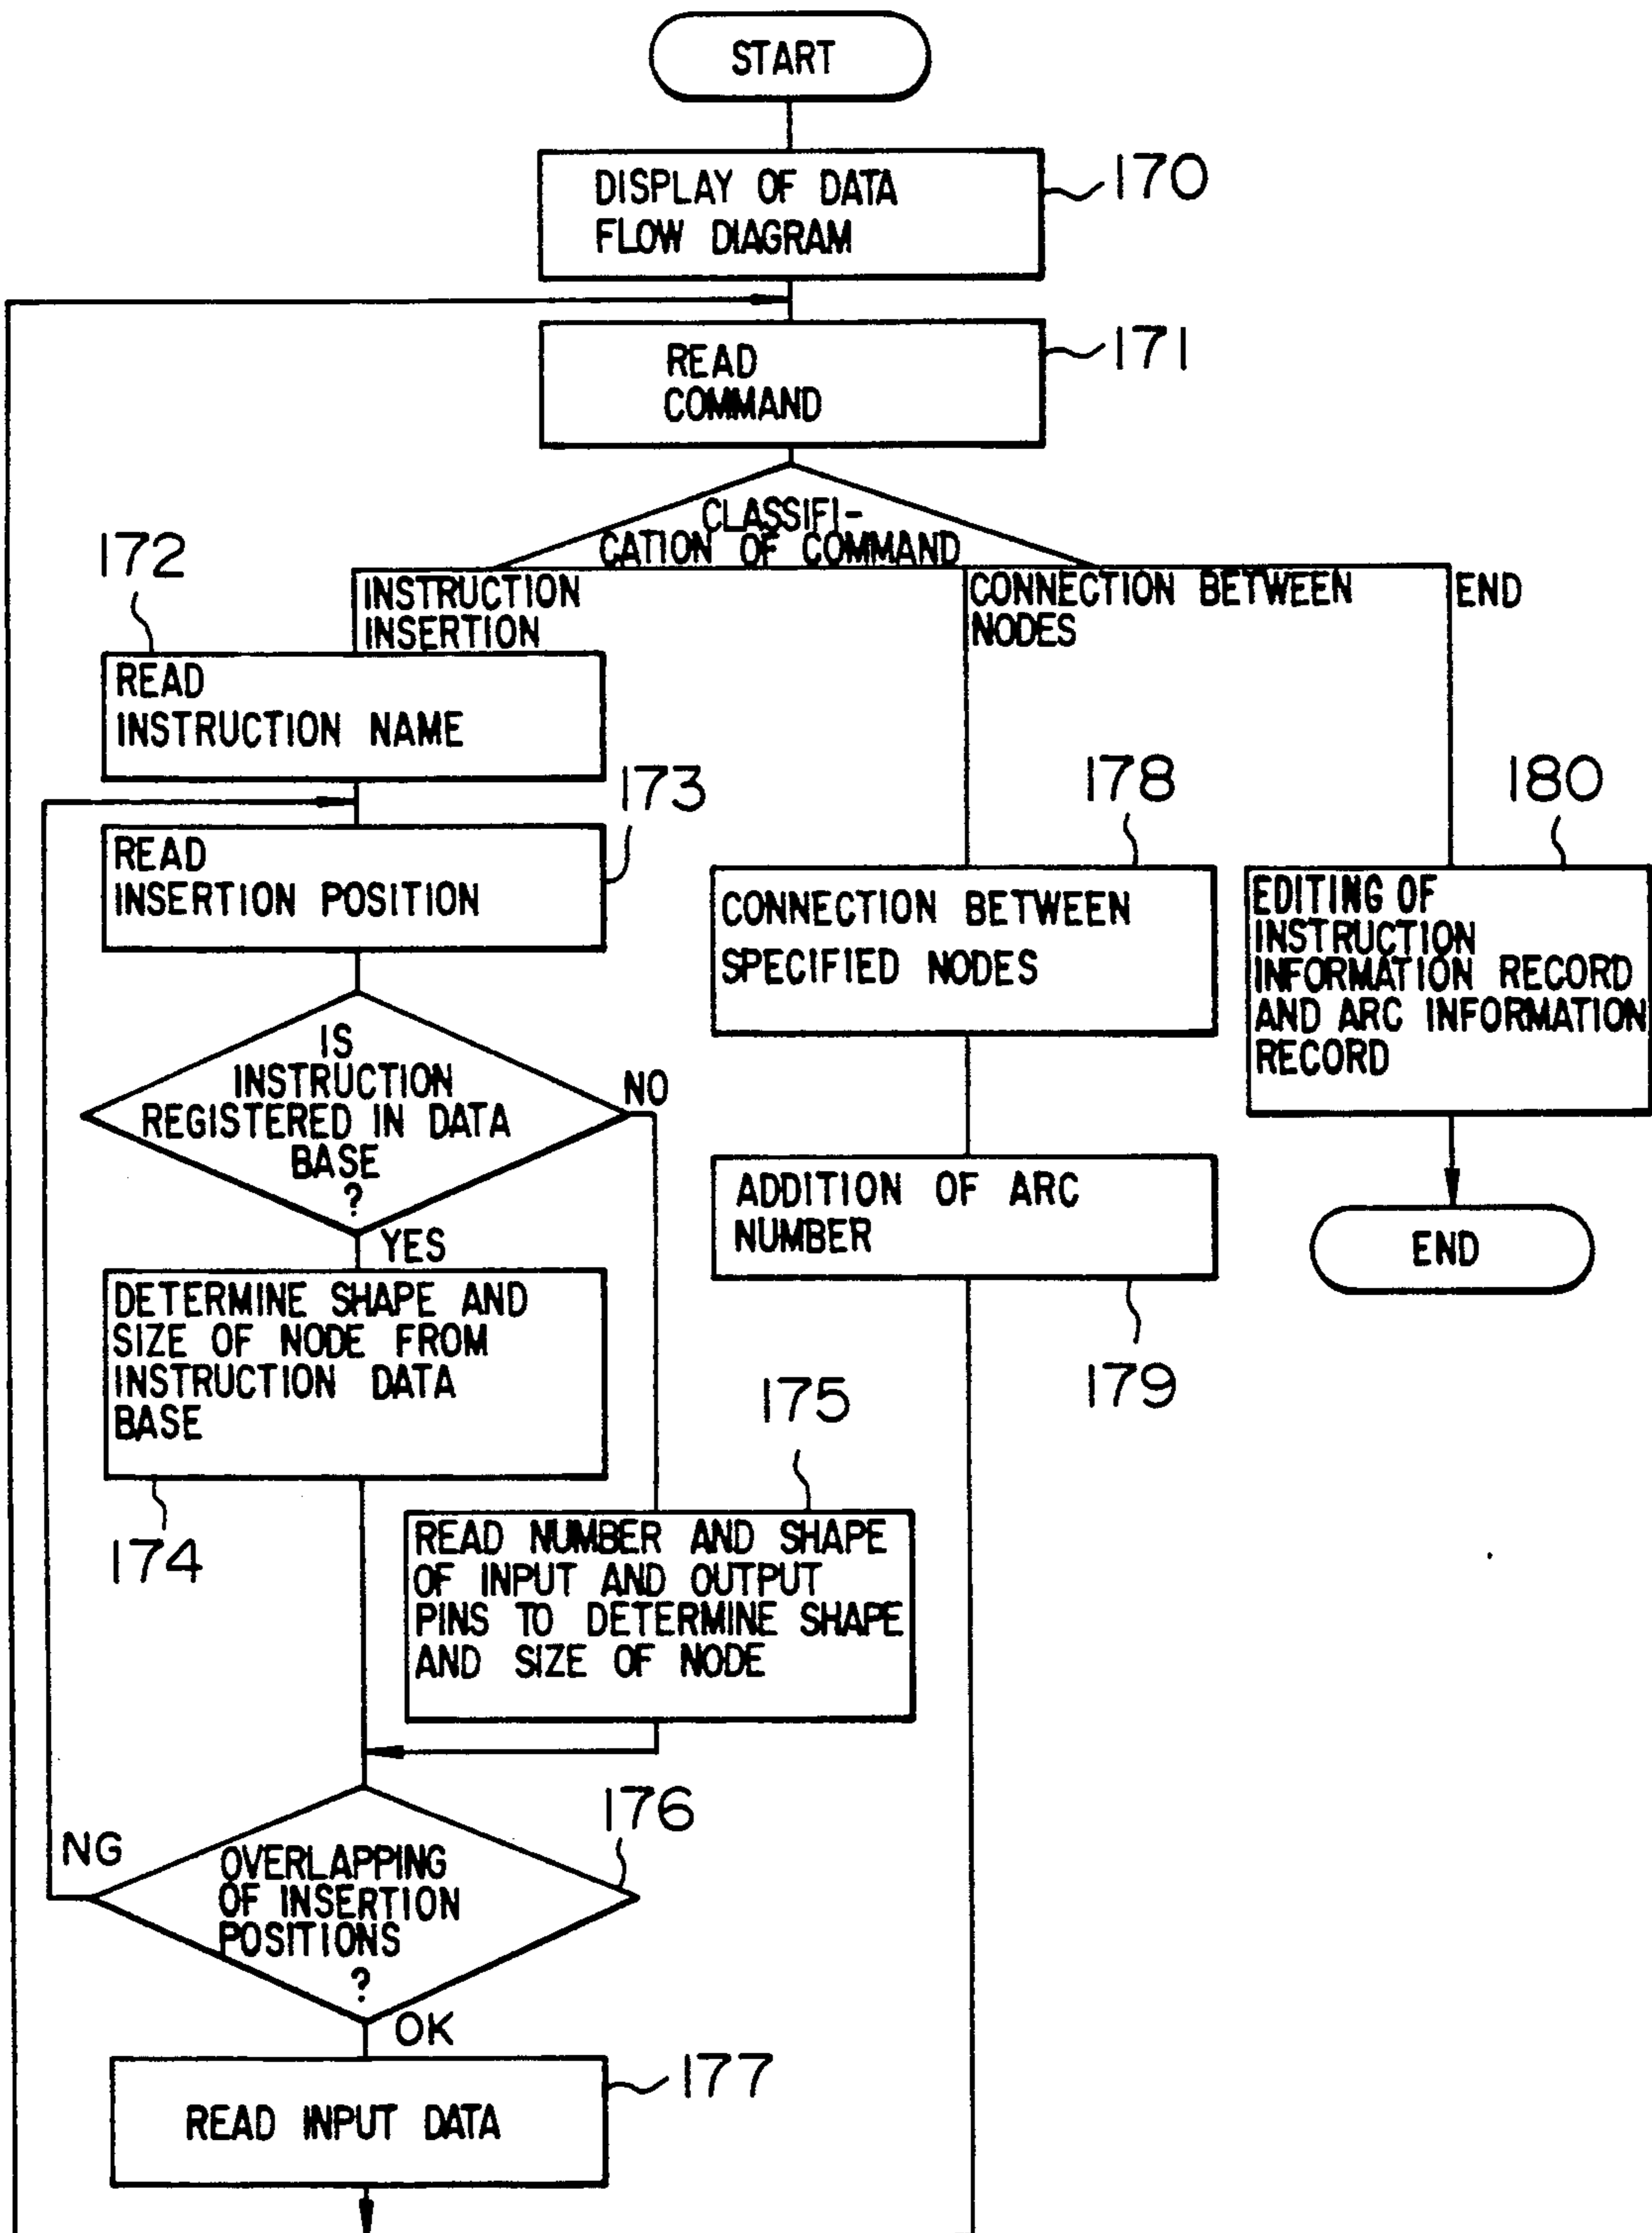 START
DISPLAY OF DATA
FLOW DIAGRAM
170
READ
COMMAND
171
CLASSIFI-
CATION OF COMMAND
172
INSTRUCTION
INSERTION
CONNECTION BETWEEN
NODES
END
READ
INSTRUCTION NAME
173
READ
INSERTION POSITION
178
CONNECTION BETWEEN
SPECIFIED NODES
180
EDITING OF
INSTRUCTION
INFORMATION RECORD
AND ARC INFORMATION
RECORD
IS
INSTRUCTION
REGISTERED IN DATA
BASE
?
NO
YES
ADDITION OF ARC
NUMBER
179
END
DETERMINE SHAPE AND
SIZE OF NODE FROM
INSTRUCTION DATA
BASE
174
175
READ NUMBER AND SHAPE
OF INPUT AND OUTPUT
PINS TO DETERMINE SHAPE
AND SIZE OF NODE
176
NG
OVERLAPPING
OF INSERTION
POSITIONS
?
OK
177
READ INPUT DATA